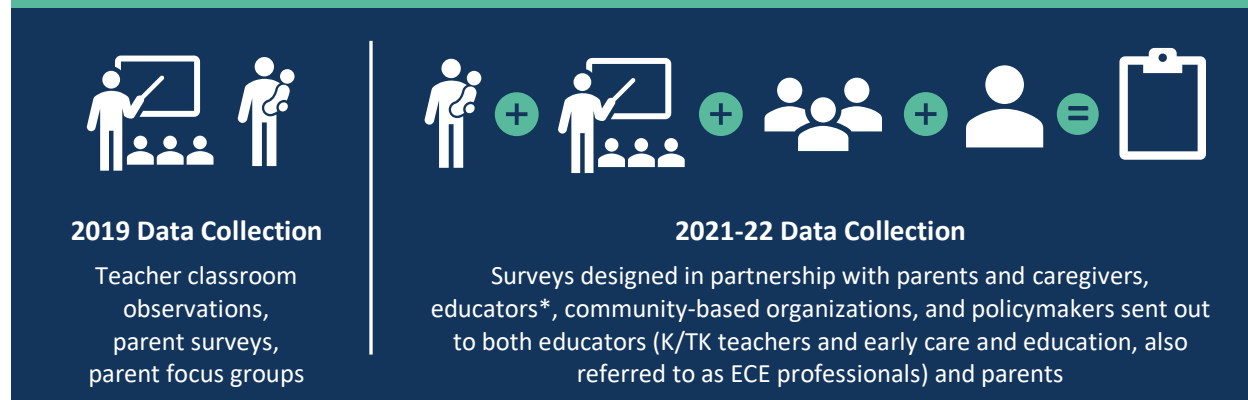 2019 Data Collection
Teacher classroom
observations,
parent surveys,
parent focus groups
2021-22 Data Collection
Surveys designed in partnership with parents and caregivers,
educators*, community-based organizations, and policymakers sent out
to both educators (K/TK teachers and early care and education, also
referred to as ECE professionals) and parents